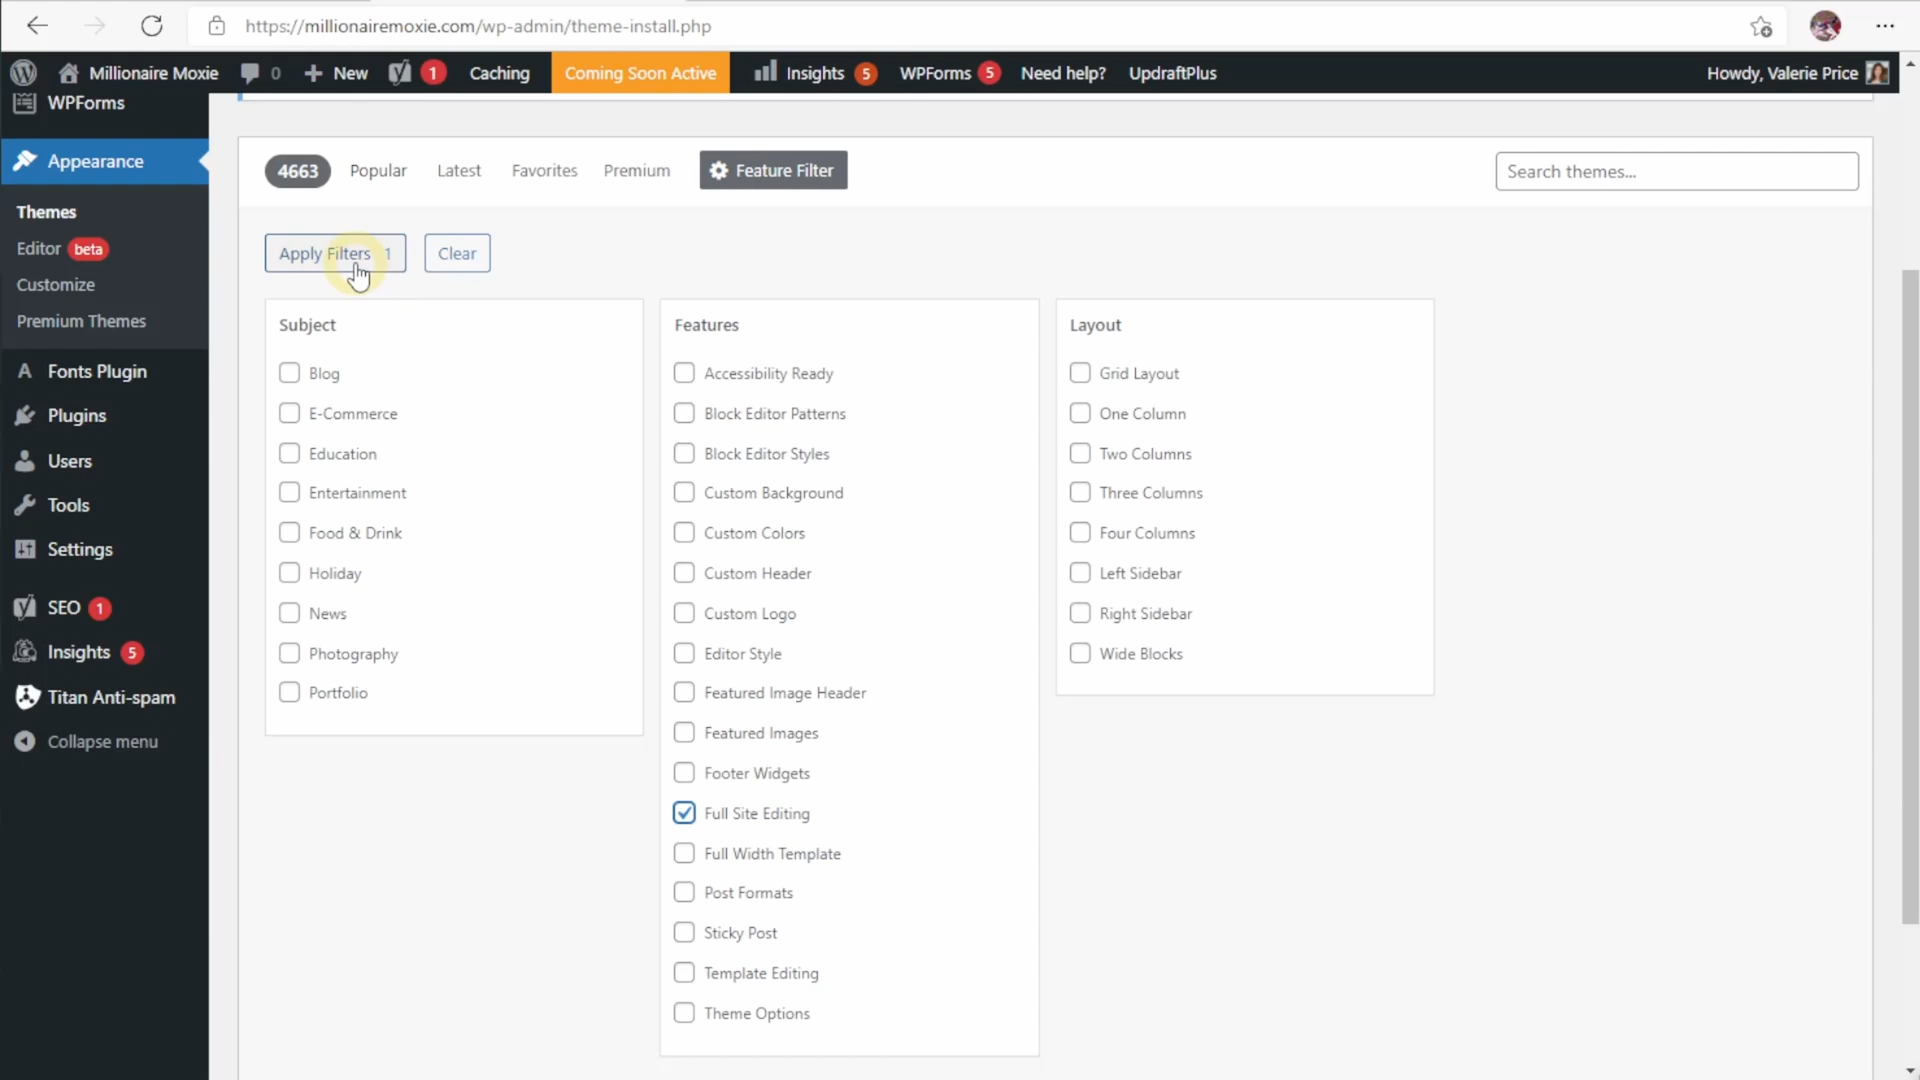 https://millionairemoxie.com/wp-admin/theme-install.php
Millionaire Moxie 0 New 1 Caching Coming Soon Active Insights 5 WPForms 5 Need help? UpdraftPlus Howdy, Valerie Price
WPForms
Appearance
Themes
Editor beta
Customize
Premium Themes
Fonts Plugin
Plugins
Users
Tools
Settings
SEO 1
Insights 5
Titan Anti-spam
Collapse menu
4663 Popular Latest Favorites Premium Feature Filter Search themes...
Apply Filters 1 Clear
Subject
Blog
E-Commerce
Education
Entertainment
Food & Drink
Holiday
News
Photography
Portfolio
Features
Accessibility Ready
Block Editor Patterns
Block Editor Styles
Custom Background
Custom Colors
Custom Header
Custom Logo
Editor Style
Featured Image Header
Featured Images
Footer Widgets
Full Site Editing
Full Width Template
Post Formats
Sticky Post
Template Editing
Theme Options
Layout
Grid Layout
One Column
Two Columns
Three Columns
Four Columns
Left Sidebar
Right Sidebar
Wide Blocks